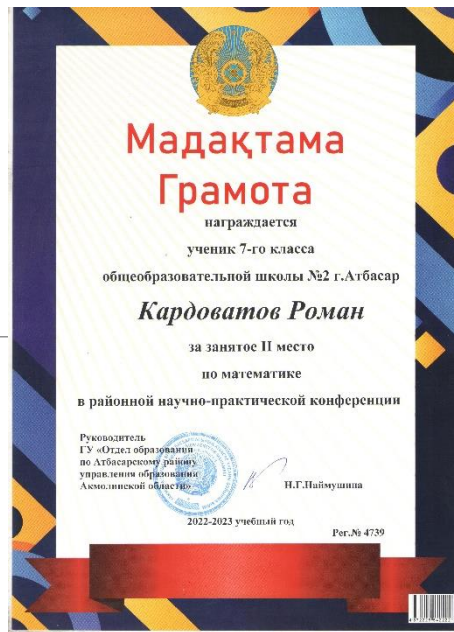 Мадақтама
Грамота
награждается
ученик 7-го класса
общеобразовательной школы №2 г.Атбасар
Кардоватов Роман
за занятое II место
по математике
в районной научно-практической конференции
Руководитель
ГУ «Отдел образования
по Атбасарскому району
управления образования
Акмолинской области»
Н.Г.Наймушина
2022-2023 учебный год
Рег.№ 4739